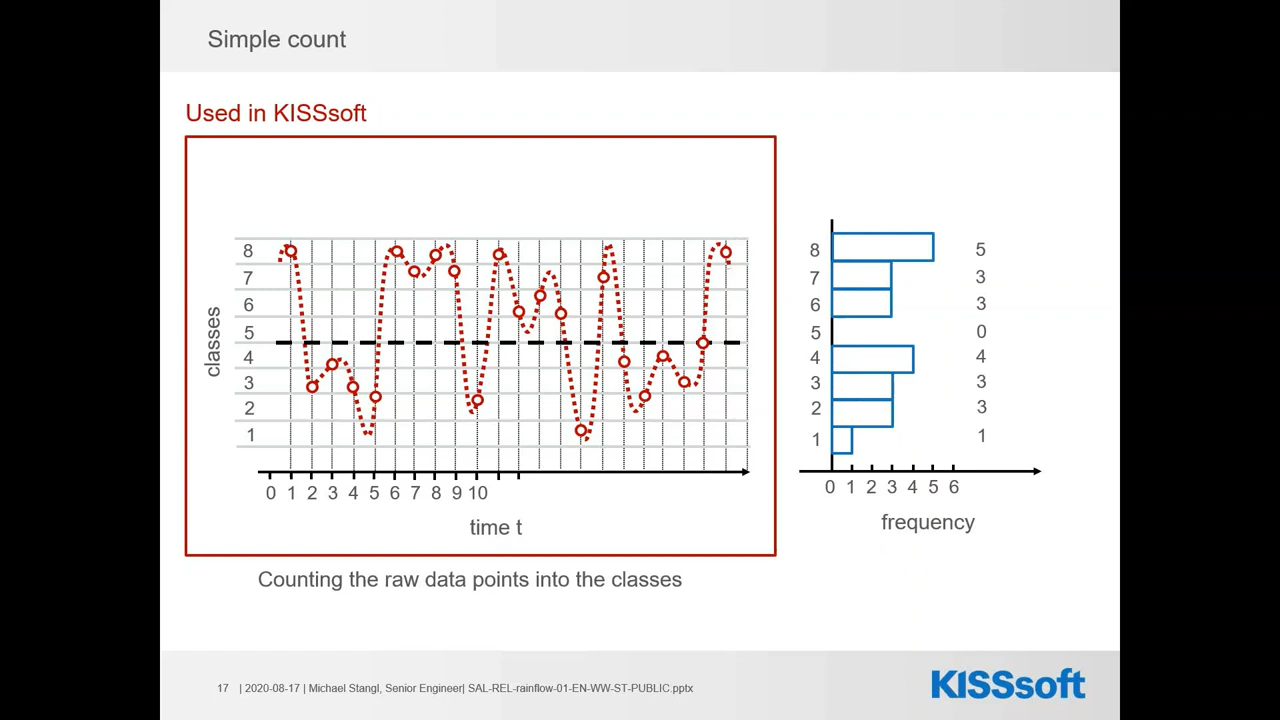 Simple count
Used in KISSsoft
classes
8
7
6
5
4
3
2
1
0 1 2 3 4 5 6 7 8 9 10
time t
Counting the raw data points into the classes
8 5
7 3
6 3
5 0
4 4
3 3
2 3
1 1
0 1 2 3 4 5 6
frequency
17 | 2020-08-17 | Michael Stangl, Senior Engineer| SAL-REL-rainflow-01-EN-WW-ST-PUBLIC.pptx
KISSsoft